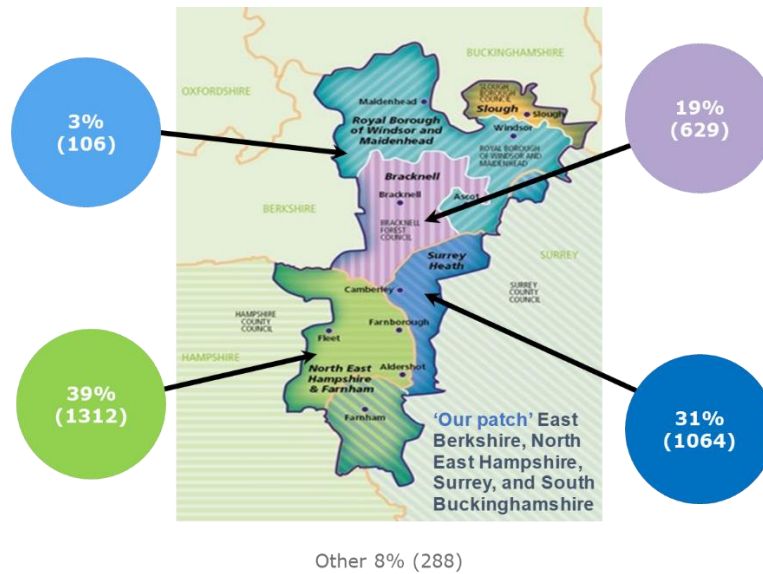 BUCKINGHAMSHIRE
OXFORDSHIRE
3%
(106)
19%
(629)
SLOUGH
BOROUGH
COUNCIL
Slough
Slough
Maidenhead
Royal Borough
of Windsor and
Maidenhead
Windsor
ROYAL BOROUGH
OF WINDSOR AND
MAIDENHEAD
Bracknell
Bracknell
Ascot
BERKSHIRE
BRACKNELL
FOREST
COUNCIL
SURREY
Surrey
Heath
Camberley
SURREY
COUNTY
COUNCIL
HAMPSHIRE
COUNTY
COUNCIL
Farnborough
Fleet
HAMPSHIRE
Aldershot
North East
Hampshire
& Farnham
Farnham
39%
(1312)
31%
(1064)
'Our patch' East
Berkshire, North
East Hampshire,
Surrey, and South
Buckinghamshire
Other 8% (288)